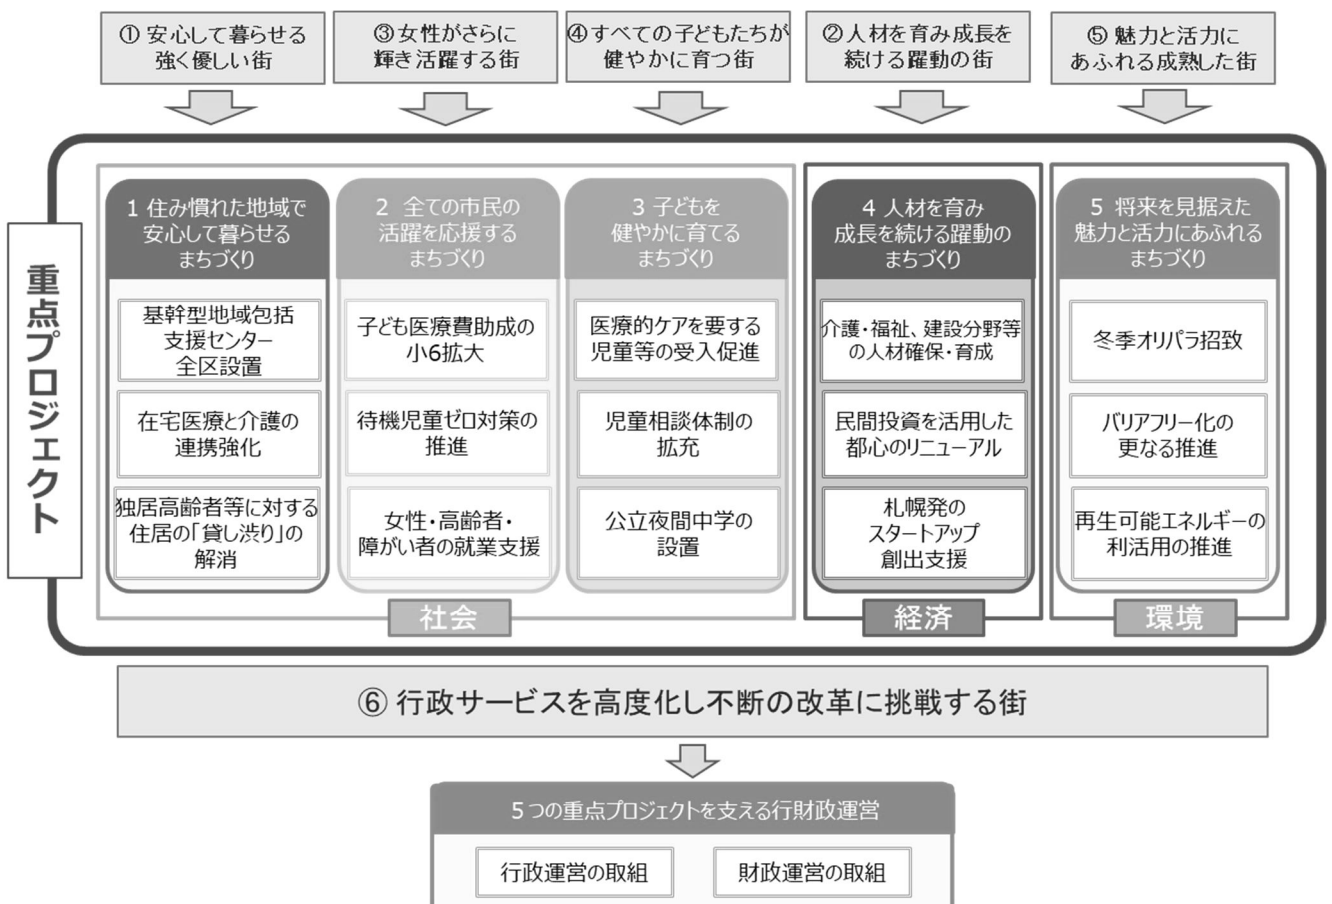 ① 安心して暮らせる
強く優しい街
③女性がさらに
輝き活躍する街
④すべての子どもたちが
健やかに育つ街
②人材を育み成長を
続ける躍動の街
⑤ 魅力と活力に
あふれる成熟した街
重点プロジェクト
1 住み慣れた地域で
安心して暮らせる
まちづくり
基幹型地域包括
支援センター
全区設置
在宅医療と介護の
連携強化
独居高齢者等に対する
住居の「貸し渋り」の
解消
2 全ての市民の
活躍を応援する
まちづくり
子ども医療費助成の
小6拡大
待機児童ゼロ対策の
推進
女性・高齢者・
障がい者の就業支援
3 子どもを
健やかに育てる
まちづくり
医療的ケアを要する
児童等の受入促進
児童相談体制の
拡充
公立夜間中学の
設置
社会
4 人材を育み
成長を続ける躍動の
まちづくり
介護・福祉、建設分野等
の人材確保・育成
民間投資を活用した
都心のリニューアル
札幌発の
スタートアップ
創出支援
経済
5 将来を見据えた
魅力と活力にあふれる
まちづくり
冬季オリパラ招致
バリアフリー化の
更なる推進
再生可能エネルギーの
利活用の推進
環境
⑥ 行政サービスを高度化し不断の改革に挑戦する街
5つの重点プロジェクトを支える行財政運営
行政運営の取組
財政運営の取組